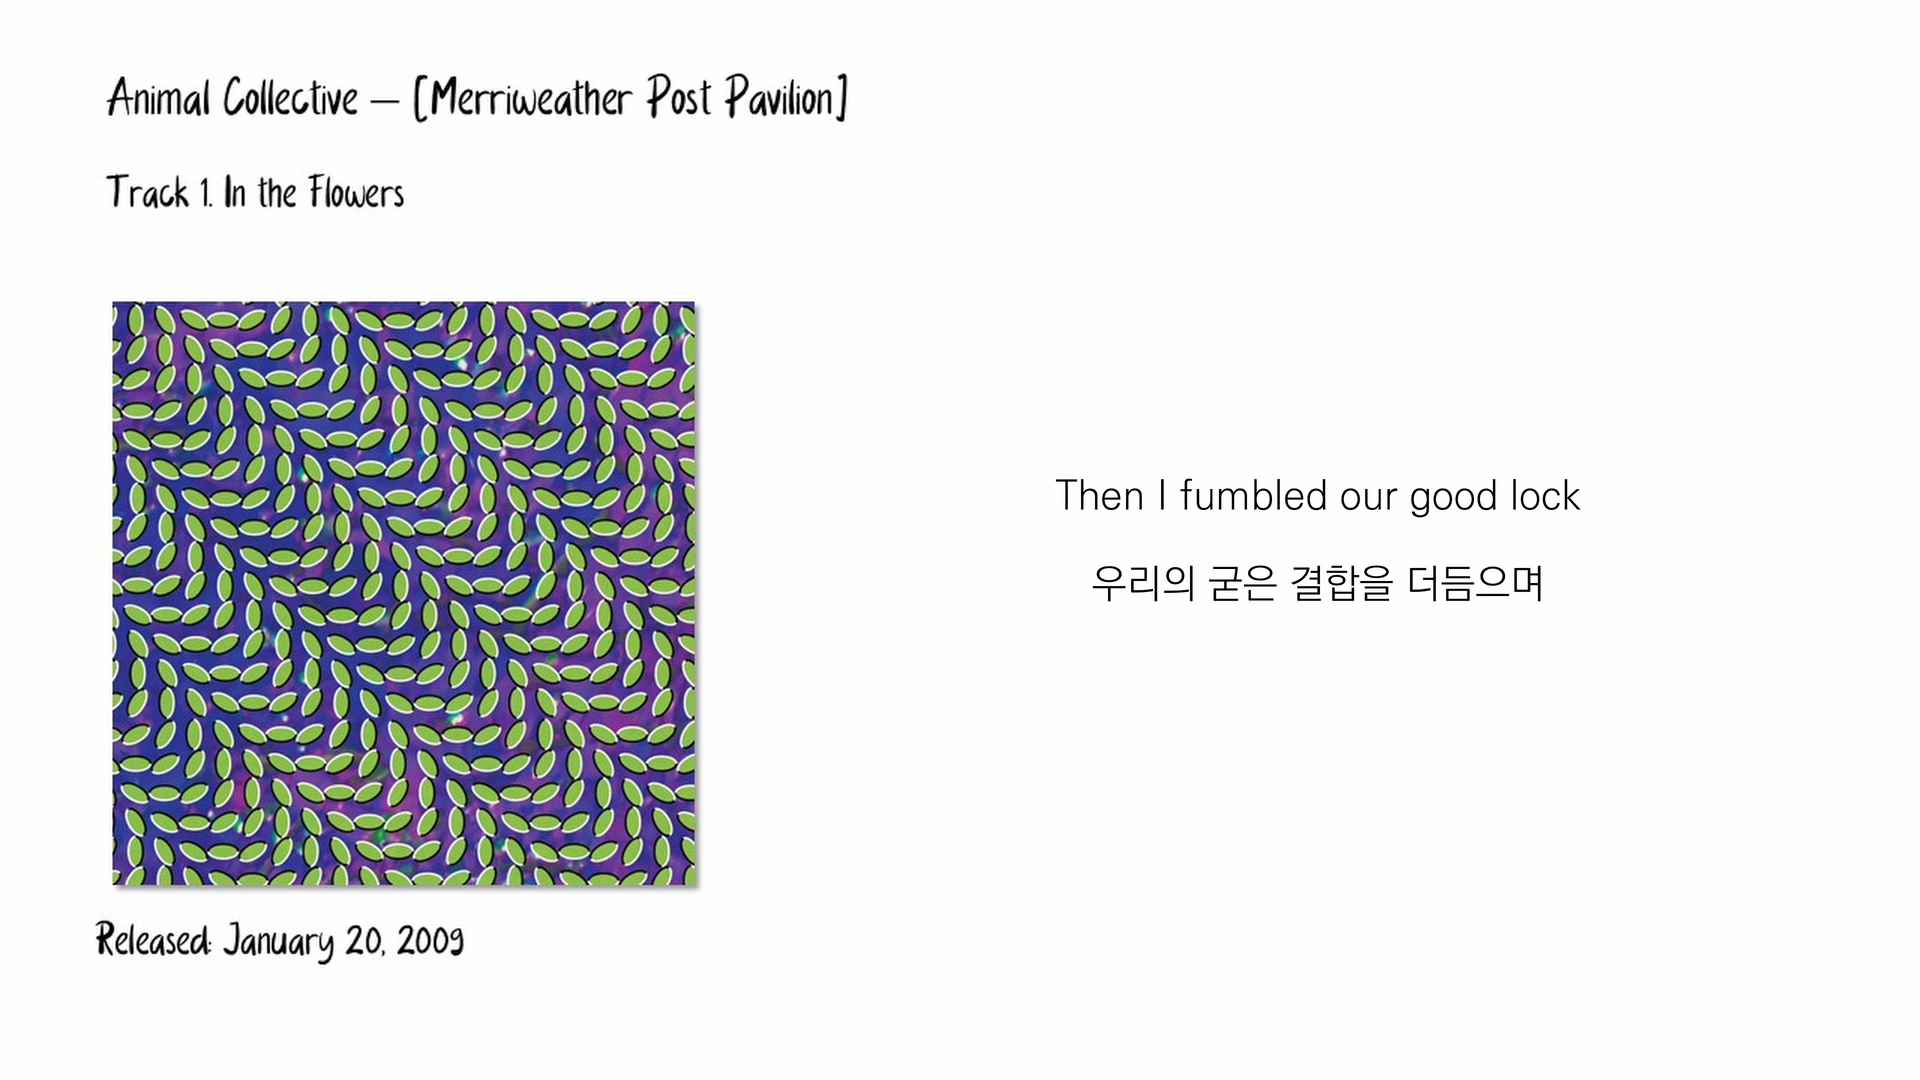 Animal Collective – [Merriweather Post Pavilion]
Track 1. In the Flowers
Then I fumbled our good lock
우리의 굳은 결합을 더듬으며
Released: January 20, 2009